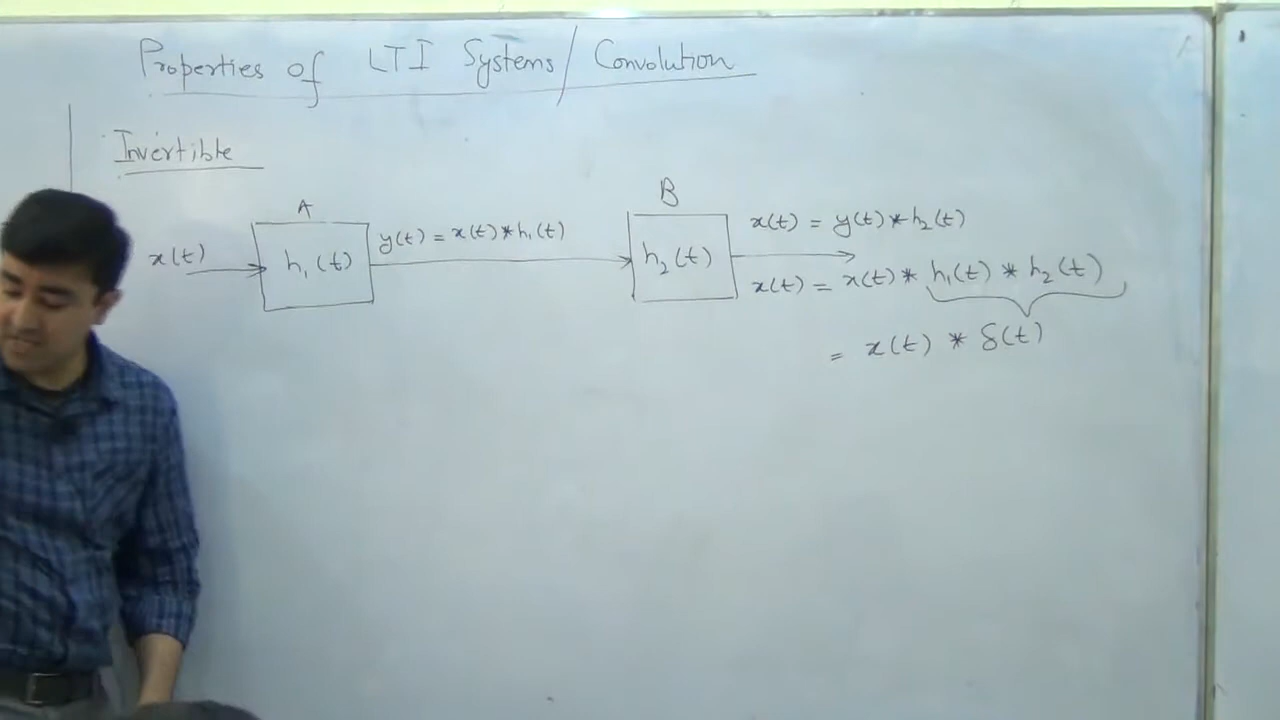 Properties of LTI Systems/Convolution
Invertible
A
B
x(t)
h₁(t)
y(t) = x(t)*h₁(t)
h₂(t)
x(t) = y(t)*h₂(t)
x(t) = x(t)* h₁(t) * h₂(t)
= x(t) * δ(t)